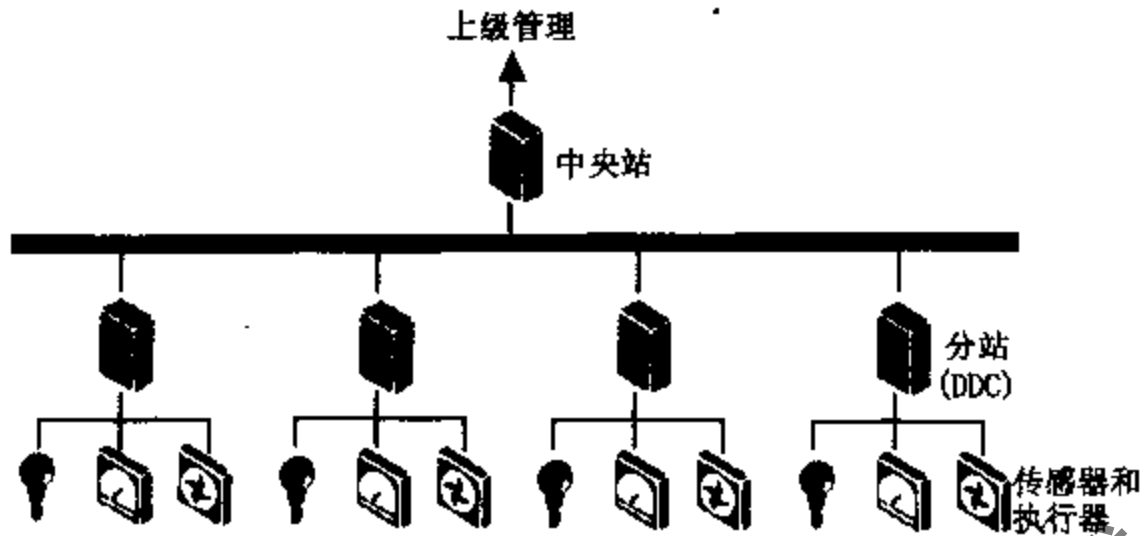 上级管理
中央站
分站
(DDC)
传感器和
执行器